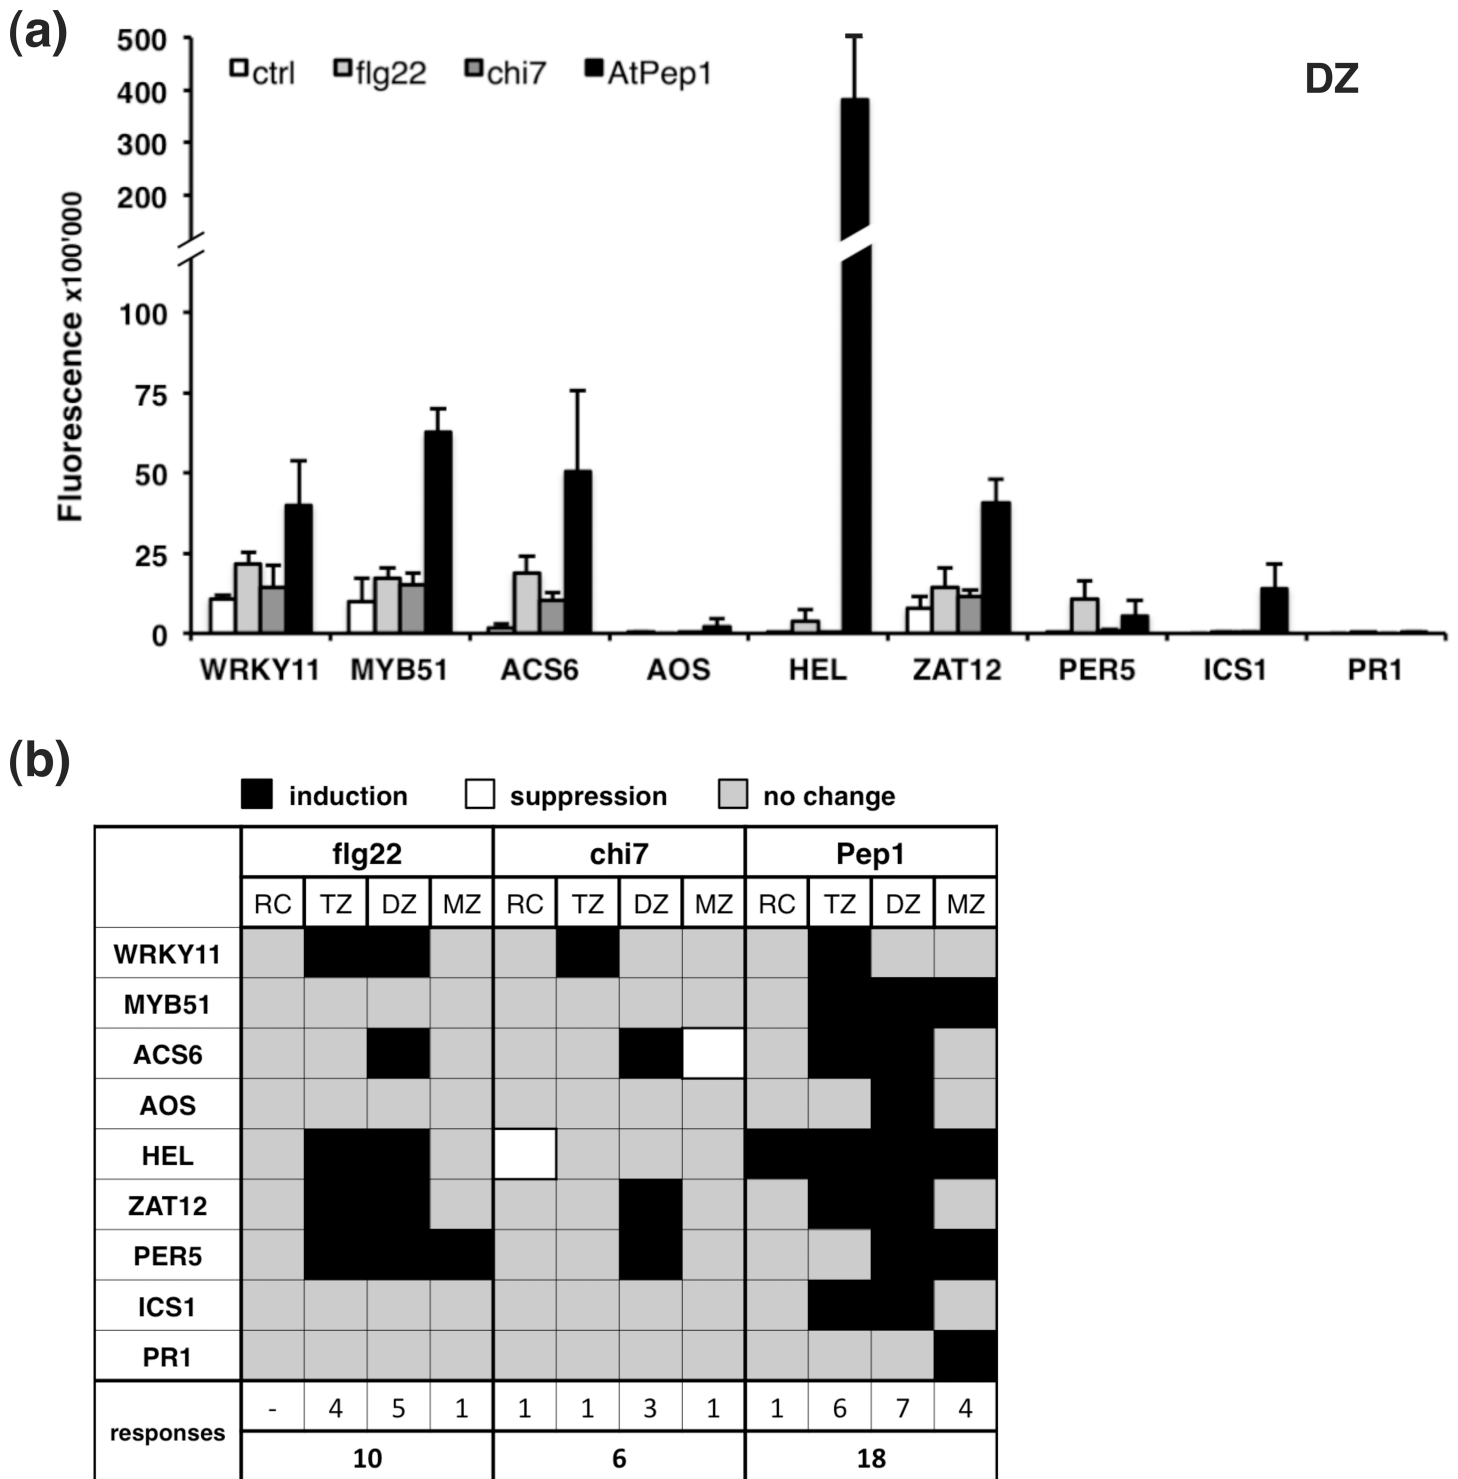 (a)
500
400
300
200
100
75
50
25
0
Fluorescence x100'000
ctrl flg22 chi7 AtPep1
DZ
WRKY11 MYB51 ACS6 AOS HEL ZAT12 PER5 ICS1 PR1
(b)
induction suppression no change
flg22 chi7 Pep1
RC TZ DZ MZ RC TZ DZ MZ RC TZ DZ MZ
WRKY11
MYB51
ACS6
AOS
HEL
ZAT12
PER5
ICS1
PR1
responses
- 4 5 1 1 1 3 1 1 6 7 4
10 6 18